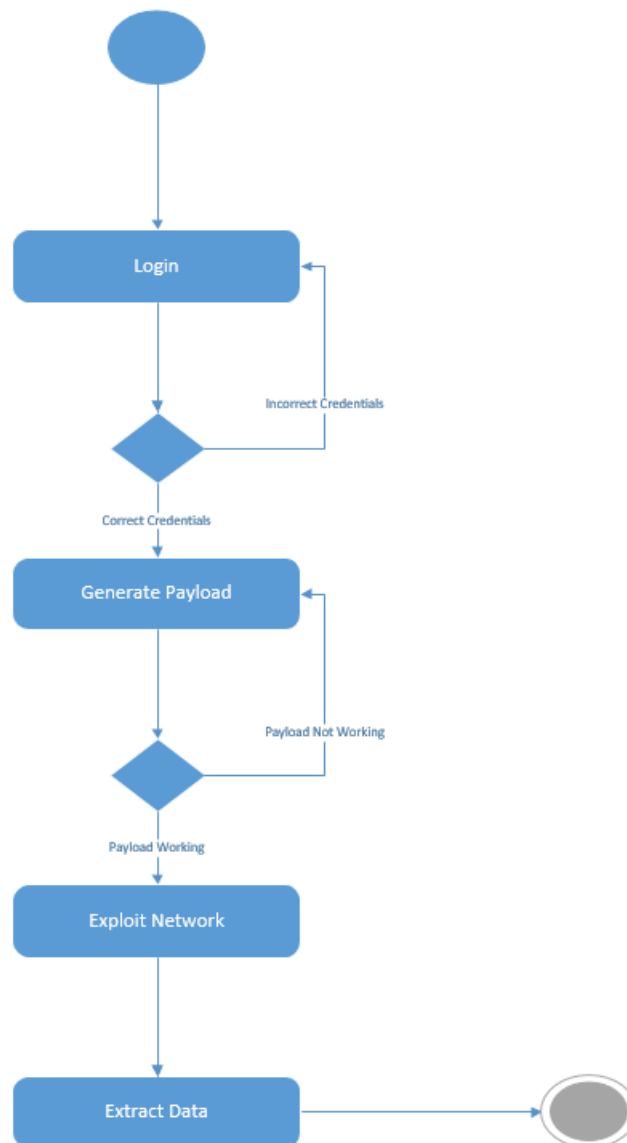 Login
Incorrect Credentials
Correct Credentials
Generate Payload
Payload Not Working
Payload Working
Exploit Network
Extract Data